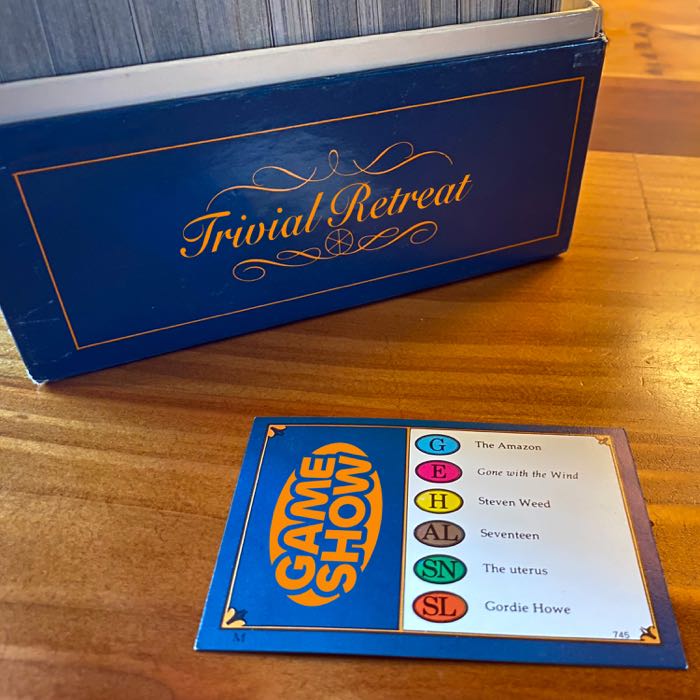 Trivial Retreat
GAME
SHOW
G The Amazon
E Gone with the Wind
H Steven Weed
AL Seventeen
SN The uterus
SL Gordie Howe
M
745